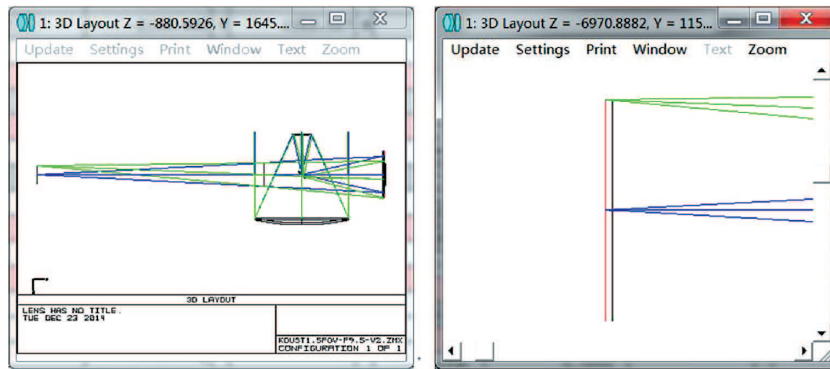 1: 3D Layout Z = -880.5926, Y = 1645....
Update Settings Print Window Text Zoom
3D LAYOUT
LENS HAS NO TITLE.
TUE DEC 23 2014
KDUST1.5FOV-F9.5-V2.ZMX
CONFIGURATION 1 OF 1
1: 3D Layout Z = -6970.8882, Y = 115...
Update Settings Print Window Text Zoom